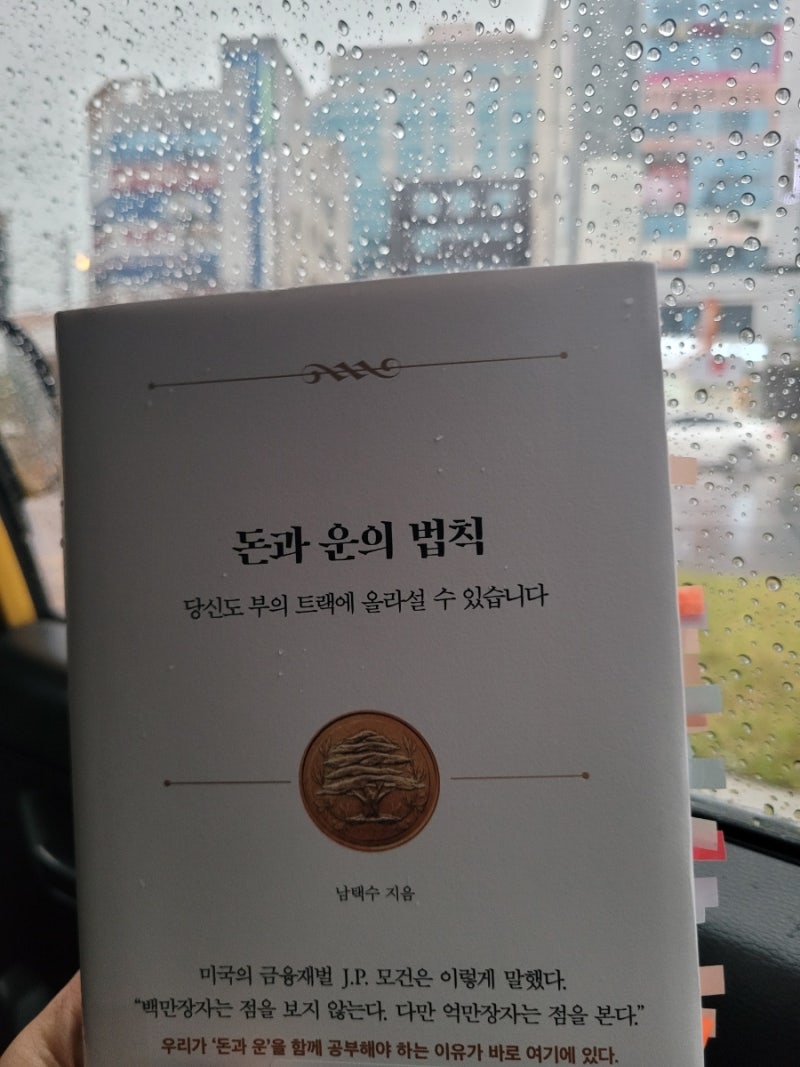 돈과 운의 법칙
당신도 부의 트랙에 올라설 수 있습니다
남택수 지음
미국의 금융재벌 J.P. 모건은 이렇게 말했다.
“백만장자는 점을 보지 않는다. 다만 억만장자는 점을 본다.”
우리가 ‘돈과 운’을 함께 공부해야 하는 이유가 바로 여기에 있다.